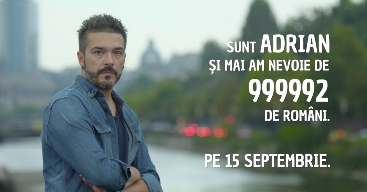 SUNT ADRIAN
ȘI MAI AM NEVOIE DE
999992
DE ROMÂNI.
PE 15 SEPTEMBRIE.